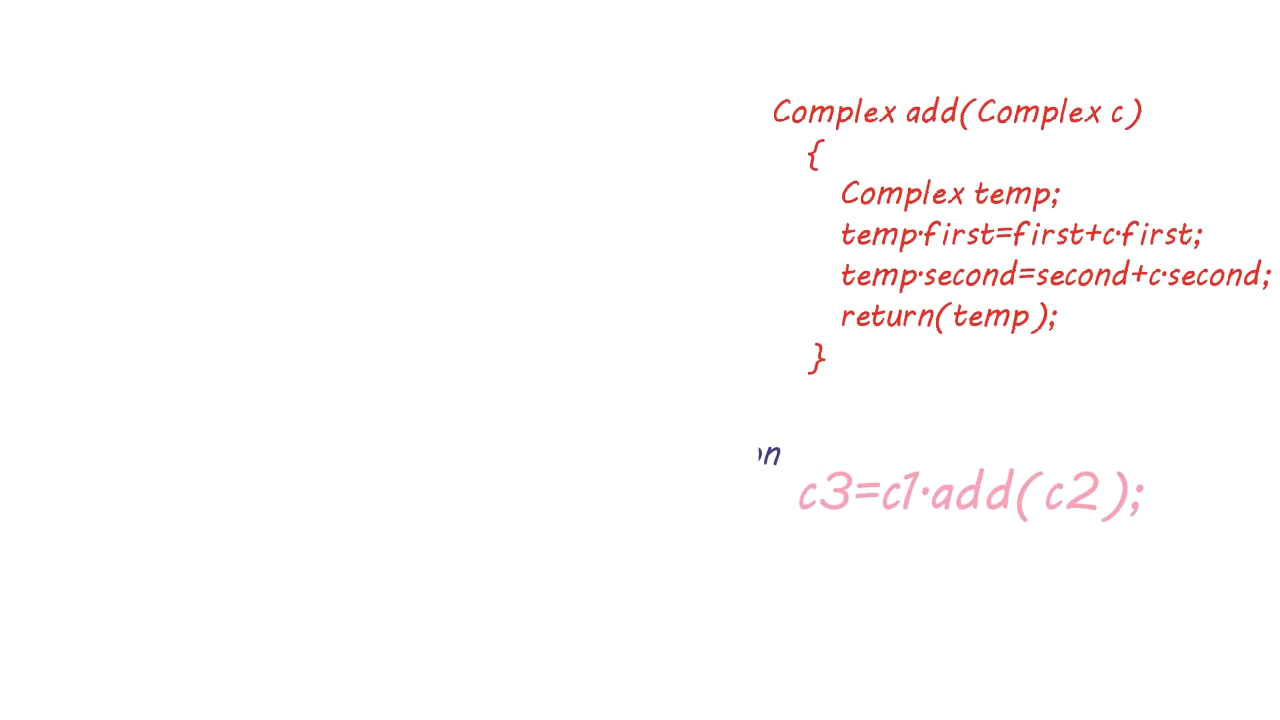 Complex add(Complex c)
{
Complex temp;
temp.first=first+c.first;
temp.second=second+c.second;
return(temp);
}
c3=c1.add(c2);